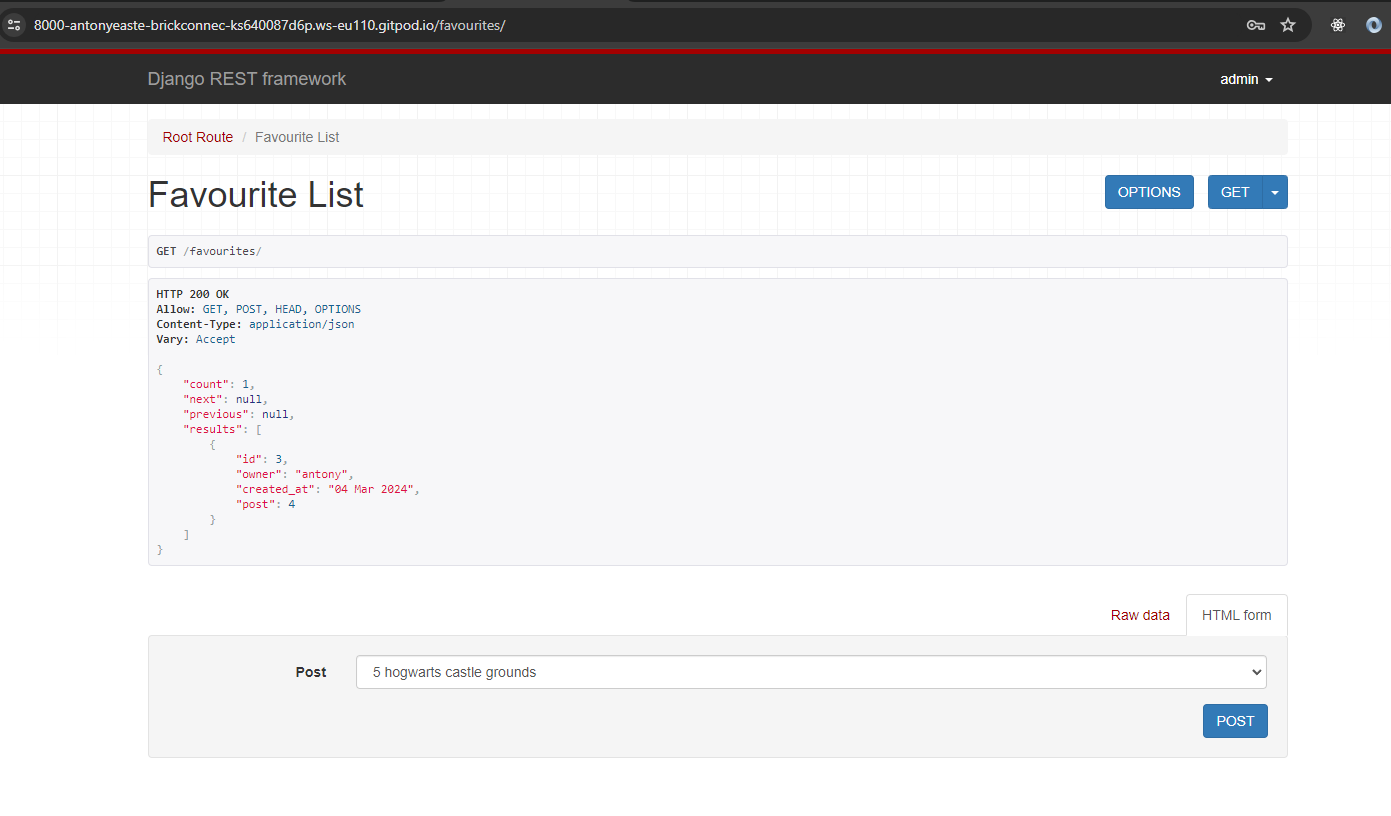 8000-antonyeaste-brickconnec-ks640087d6p.ws-eu110.gitpod.io/favourites/
Django REST framework
admin
Root Route / Favourite List
Favourite List
OPTIONS
GET
GET /favourites/
HTTP 200 OK
Allow: GET, POST, HEAD, OPTIONS
Content-Type: application/json
Vary: Accept
{
    "count": 1,
    "next": null,
    "previous": null,
    "results": [
        {
            "id": 3,
            "owner": "antony",
            "created_at": "04 Mar 2024",
            "post": 4
        }
    ]
}
Raw data
HTML form
Post
5 hogwarts castle grounds
POST